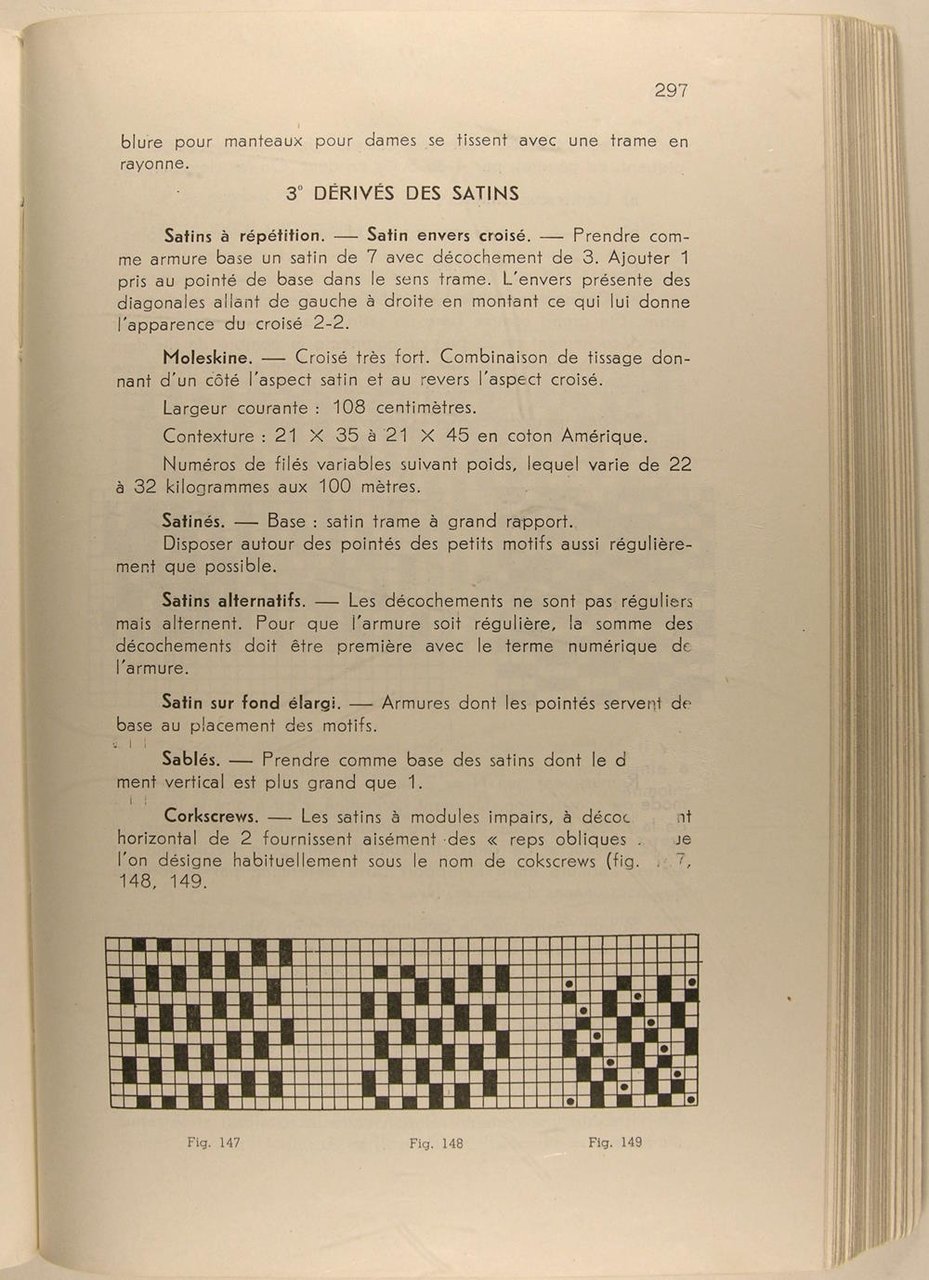 297
blure pour manteaux pour dames se tissent avec une trame en
rayonne.
3° DÉRIVÉS DES SATINS
Satins à répétition. — Satin envers croisé. — Prendre com-
me armure base un satin de 7 avec décochement de 3. Ajouter 1
pris au pointé de base dans le sens trame. L'envers présente des
diagonales allant de gauche à droite en montant ce qui lui donne
l'apparence du croisé 2-2.
Moleskine. — Croisé très fort. Combinaison de tissage don-
nant d'un côté l'aspect satin et au revers l'aspect croisé.
Largeur courante : 108 centimètres.
Contexture : 21 X 35 à 21 X 45 en coton Amérique.
Numéros de filés variables suivant poids, lequel varie de 22
à 32 kilogrammes aux 100 mètres.
Satinés. — Base : satin trame à grand rapport.
Disposer autour des pointés des petits motifs aussi régulière-
ment que possible.
Satins alternatifs. — Les décochements ne sont pas réguliers
mais alternent. Pour que l'armure soit régulière, la somme des
décochements doit être première avec le terme numérique de
l'armure.
Satin sur fond élargi. — Armures dont les pointés servent de
base au placement des motifs.
Sablés. — Prendre comme base des satins dont le d
ment vertical est plus grand que 1.
Corkscrews. — Les satins à modules impairs, à décoc nt
horizontal de 2 fournissent aisément des « reps obliques ue
l'on désigne habituellement sous le nom de cokscrews (fig. 7,
148, 149.
Fig. 147
Fig. 148
Fig. 149